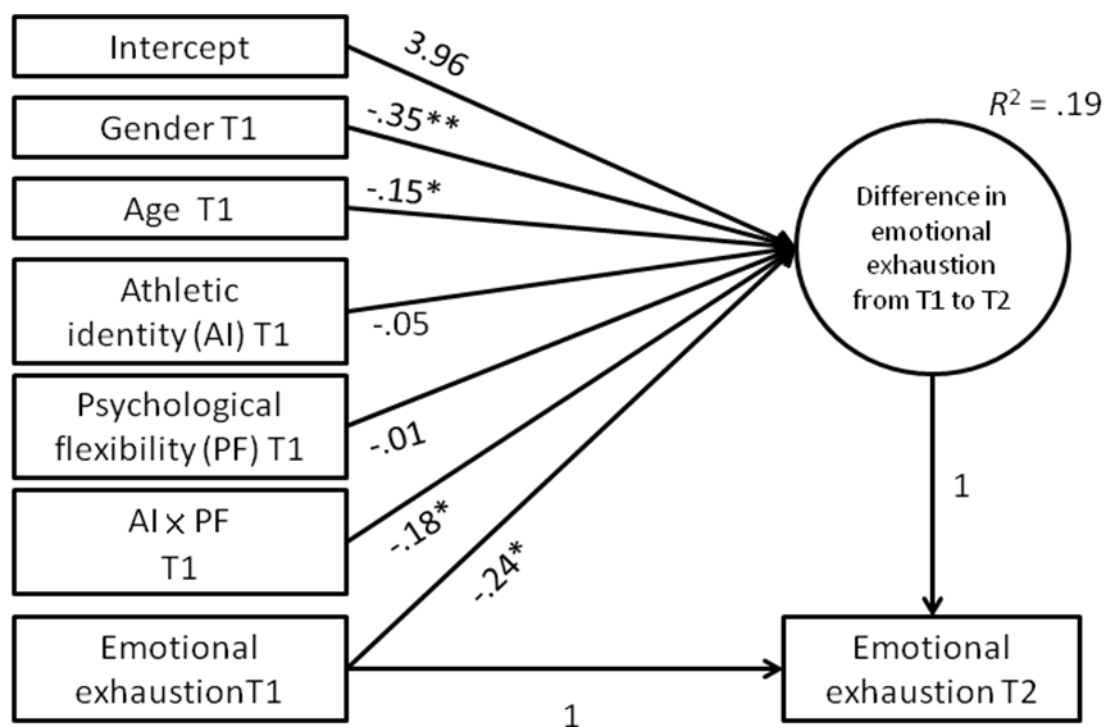 Intercept
3.96
R² = .19
Gender T1
-.35**
Age T1
-.15*
Difference in
emotional
exhaustion
from T1 to T2
Athletic
identity (AI) T1
-.05
Psychological
flexibility (PF) T1
-.01
AI x PF
T1
-.18*
-.24*
1
Emotional
exhaustionT1
1
Emotional
exhaustion T2